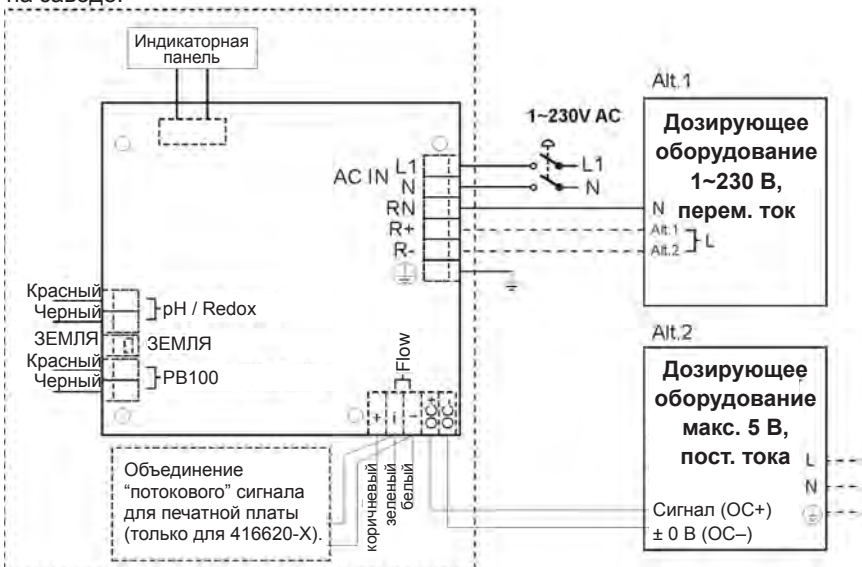 на заводе.
Индикаторная
панель
Alt.1
1~230V AC
Дозирующее
оборудование
1~230 В,
перем. ток
AC IN
L1
N
RN
R+
R-
L1
N
N
Alt.1
Alt.2
L
Красный
Черный
pH / Redox
ЗЕМЛЯ
ЗЕМЛЯ
Красный
Черный
PB100
Flow
+
–
OC+
OC-
коричневый
зеленый
белый
Alt.2
Дозирующее
оборудование
макс. 5 В,
пост. тока
L
N
Сигнал (OC+)
± 0 В (OC–)
Объединение
“потокового” сигнала
для печатной платы
(только для 416620-X).